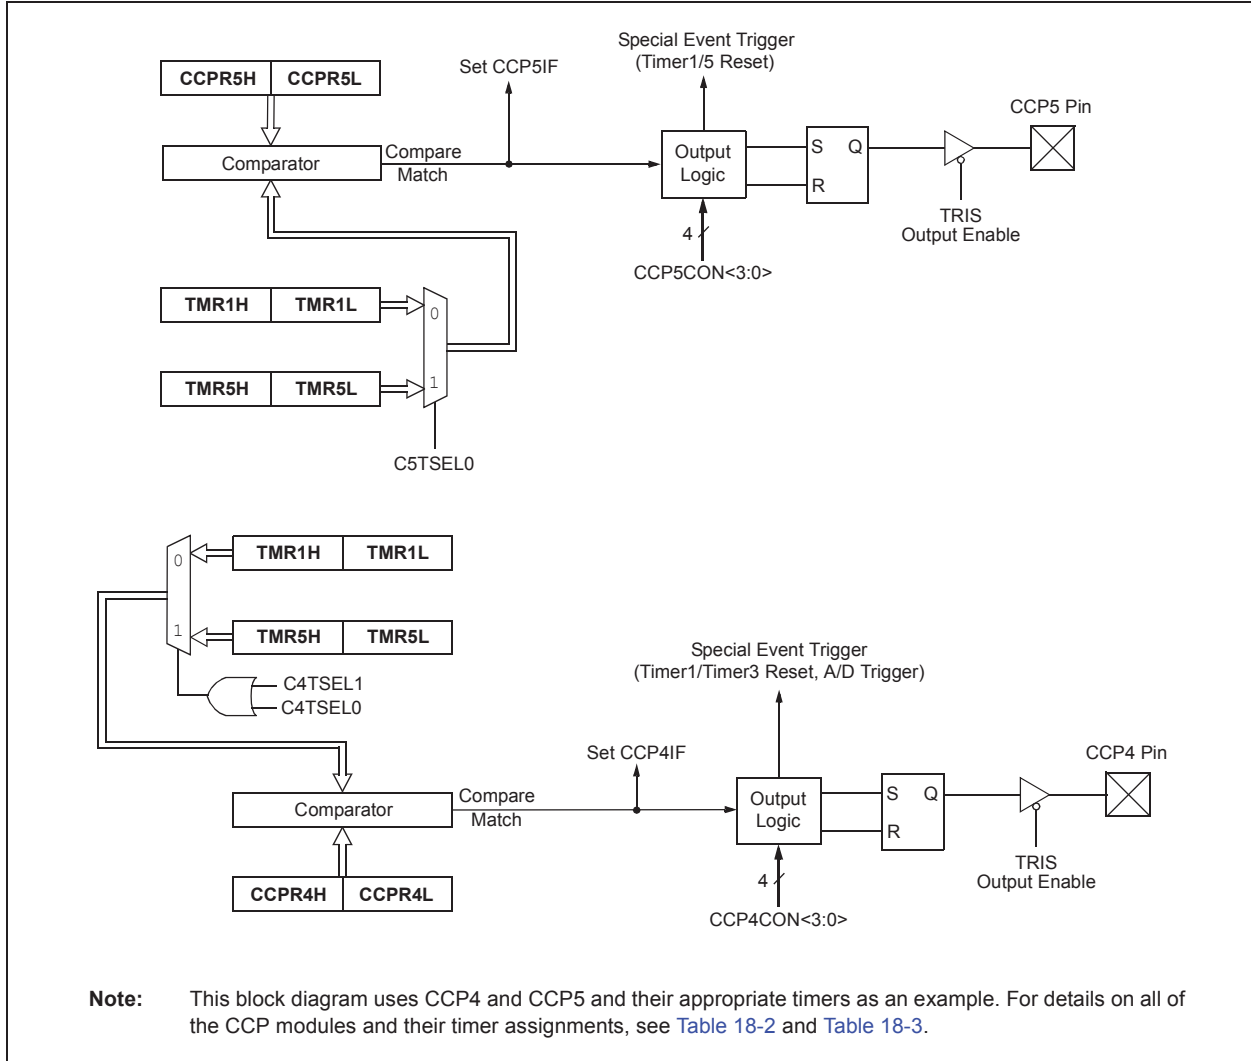 Special Event Trigger
(Timer1/5 Reset)
Set CCP5IF
CCPR5H CCPR5L
CCP5 Pin
Comparator
Compare
Match
Output
Logic
S Q
R
TRIS
Output Enable
4
CCP5CON<3:0>
TMR1H TMR1L
0
TMR5H TMR5L
1
C5TSEL0
0
TMR1H TMR1L
1
TMR5H TMR5L
C4TSEL1
C4TSEL0
Special Event Trigger
(Timer1/Timer3 Reset, A/D Trigger)
Set CCP4IF
CCP4 Pin
Comparator
Compare
Match
Output
Logic
S Q
R
TRIS
Output Enable
4
CCPR4H CCPR4L
CCP4CON<3:0>
Note: This block diagram uses CCP4 and CCP5 and their appropriate timers as an example. For details on all of
the CCP modules and their timer assignments, see Table 18-2 and Table 18-3.